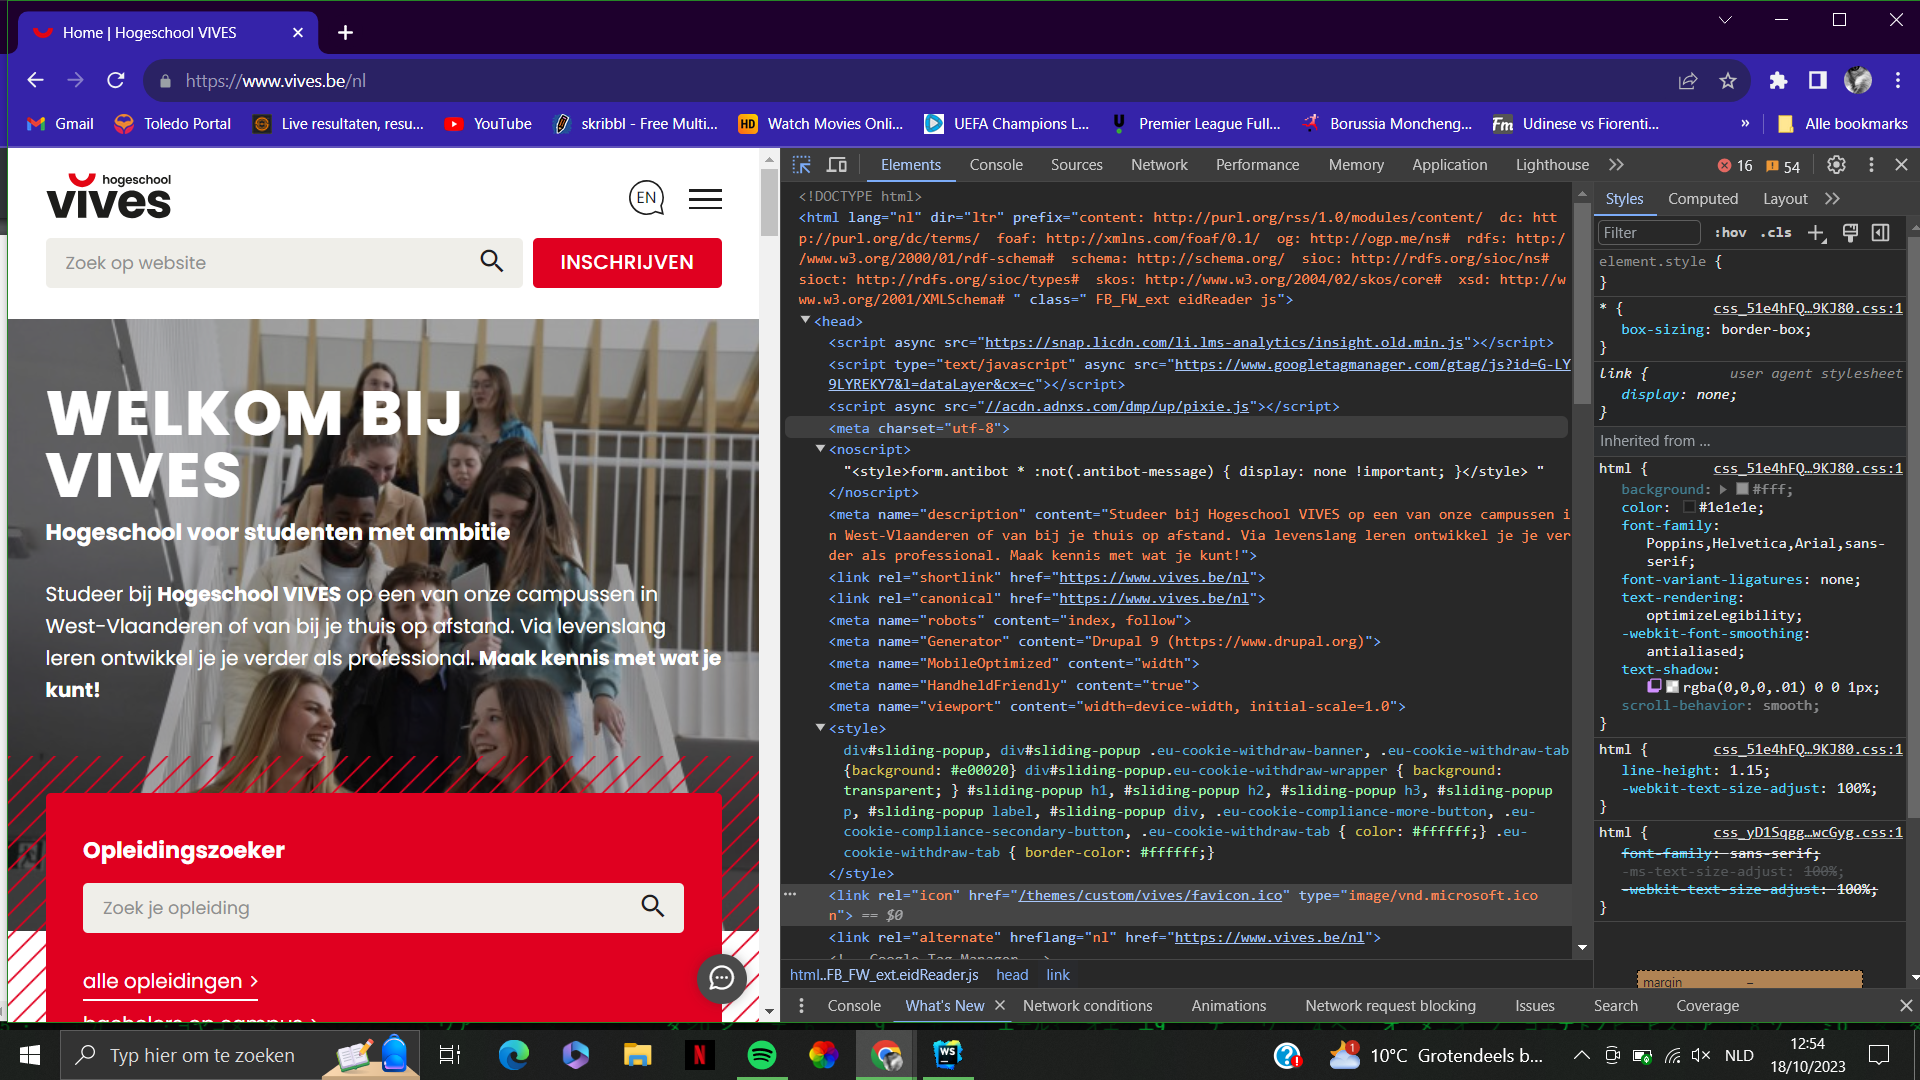 Home | Hogeschool VIVES
https://www.vives.be/nl
Gmail
Toledo Portal
Live resultaten, resu...
YouTube
skribbl - Free Multi...
Watch Movies Onli...
UEFA Champions L...
Premier League Full...
Borussia Moncheng...
Udinese vs Fiorenti...
»
Alle bookmarks
hogeschool
vives
EN
Zoek op website
INSCHRIJVEN
WELKOM BIJ
VIVES
Hogeschool voor studenten met ambitie
Studeer bij Hogeschool VIVES op een van onze campussen in
West-Vlaanderen of van bij je thuis op afstand. Via levenslang
leren ontwikkel je je verder als professional. Maak kennis met wat je
kunt!
Opleidingszoeker
Zoek je opleiding
alle opleidingen >
bachelors op campus >
Elements
Console
Sources
Network
Performance
Memory
Application
Lighthouse
16
54
<!DOCTYPE html>
<html lang="nl" dir="ltr" prefix="content: http://purl.org/rss/1.0/modules/content/  dc: htt
p://purl.org/dc/terms/  foaf: http://xmlns.com/foaf/0.1/  og: http://ogp.me/ns#  rdfs: http:/
/www.w3.org/2000/01/rdf-schema#  schema: http://schema.org/  sioc: http://rdfs.org/sioc/ns#
sioct: http://rdfs.org/sioc/types#  skos: http://www.w3.org/2004/02/skos/core#  xsd: http://w
ww.w3.org/2001/XMLSchema# " class=" FB_FW_ext eidReader js">
<head>
<script async src="https://snap.licdn.com/li.lms-analytics/insight.old.min.js"></script>
<script type="text/javascript" async src="https://www.googletagmanager.com/gtag/js?id=G-LY
9LYREKY7&l=dataLayer&cx=c"></script>
<script async src="//acdn.adnxs.com/dmp/up/pixie.js"></script>
<meta charset="utf-8">
<noscript>
"<style>form.antibot * :not(.antibot-message) { display: none !important; }</style> "
</noscript>
<meta name="description" content="Studeer bij Hogeschool VIVES op een van onze campussen i
n West-Vlaanderen of van bij je thuis op afstand. Via levenslang leren ontwikkel je je ver
der als professional. Maak kennis met wat je kunt!">
<link rel="shortlink" href="https://www.vives.be/nl">
<link rel="canonical" href="https://www.vives.be/nl">
<meta name="robots" content="index, follow">
<meta name="Generator" content="Drupal 9 (https://www.drupal.org)">
<meta name="MobileOptimized" content="width">
<meta name="HandheldFriendly" content="true">
<meta name="viewport" content="width=device-width, initial-scale=1.0">
<style>
div#sliding-popup, div#sliding-popup .eu-cookie-withdraw-banner, .eu-cookie-withdraw-tab
{background: #e00020} div#sliding-popup.eu-cookie-withdraw-wrapper { background:
transparent; } #sliding-popup h1, #sliding-popup h2, #sliding-popup h3, #sliding-popup
p, #sliding-popup label, #sliding-popup div, .eu-cookie-compliance-more-button, .eu-
cookie-compliance-secondary-button, .eu-cookie-withdraw-tab { color: #ffffff;} .eu-
cookie-withdraw-tab { border-color: #ffffff;}
</style>
<link rel="icon" href="/themes/custom/vives/favicon.ico" type="image/vnd.microsoft.ico
n"> == $0
<link rel="alternate" hreflang="nl" href="https://www.vives.be/nl">
<!-- Google Tag Manager -->
html..FB_FW_ext.eidReader.js
head
link
Styles
Computed
Layout
Filter
:hov
.cls
element.style {
}
* {
css_51e4hFQ…9KJ80.css:1
box-sizing: border-box;
}
link {
user agent stylesheet
display: none;
}
Inherited from ...
html {
css_51e4hFQ…9KJ80.css:1
background: #fff;
color: #1e1e1e;
font-family:
Poppins,Helvetica,Arial,sans-
serif;
font-variant-ligatures: none;
text-rendering:
optimizeLegibility;
-webkit-font-smoothing:
antialiased;
text-shadow:
rgba(0,0,0,.01) 0 0 1px;
scroll-behavior: smooth;
}
html {
css_51e4hFQ…9KJ80.css:1
line-height: 1.15;
-webkit-text-size-adjust: 100%;
}
html {
css_yD1Sqgg…wcGyg.css:1
font-family: sans-serif;
-ms-text-size-adjust: 100%;
-webkit-text-size-adjust: 100%;
}
margin
–
Console
What's New
Network conditions
Animations
Network request blocking
Issues
Search
Coverage
Typ hier om te zoeken
10°C Grotendeels b...
NLD
12:54
18/10/2023